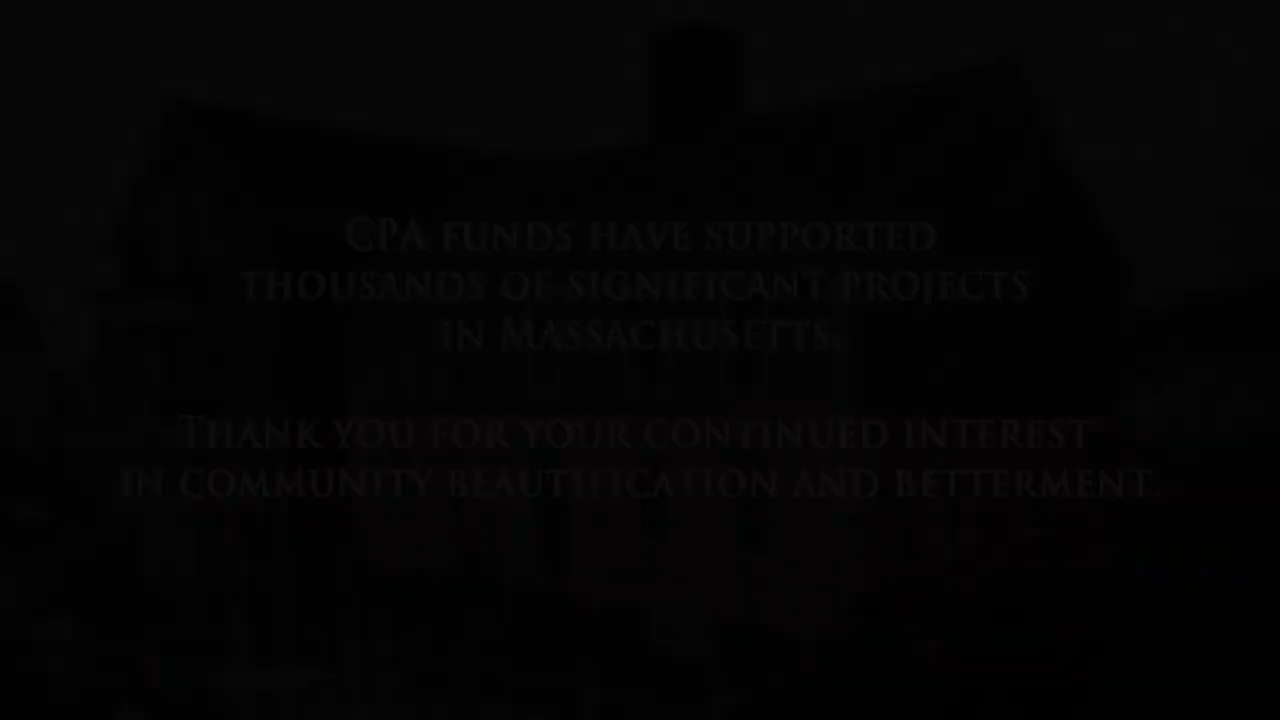 CPA funds have supported
thousands of significant projects
in Massachusetts.
Thank you for your continued interest
in community beautification and betterment.